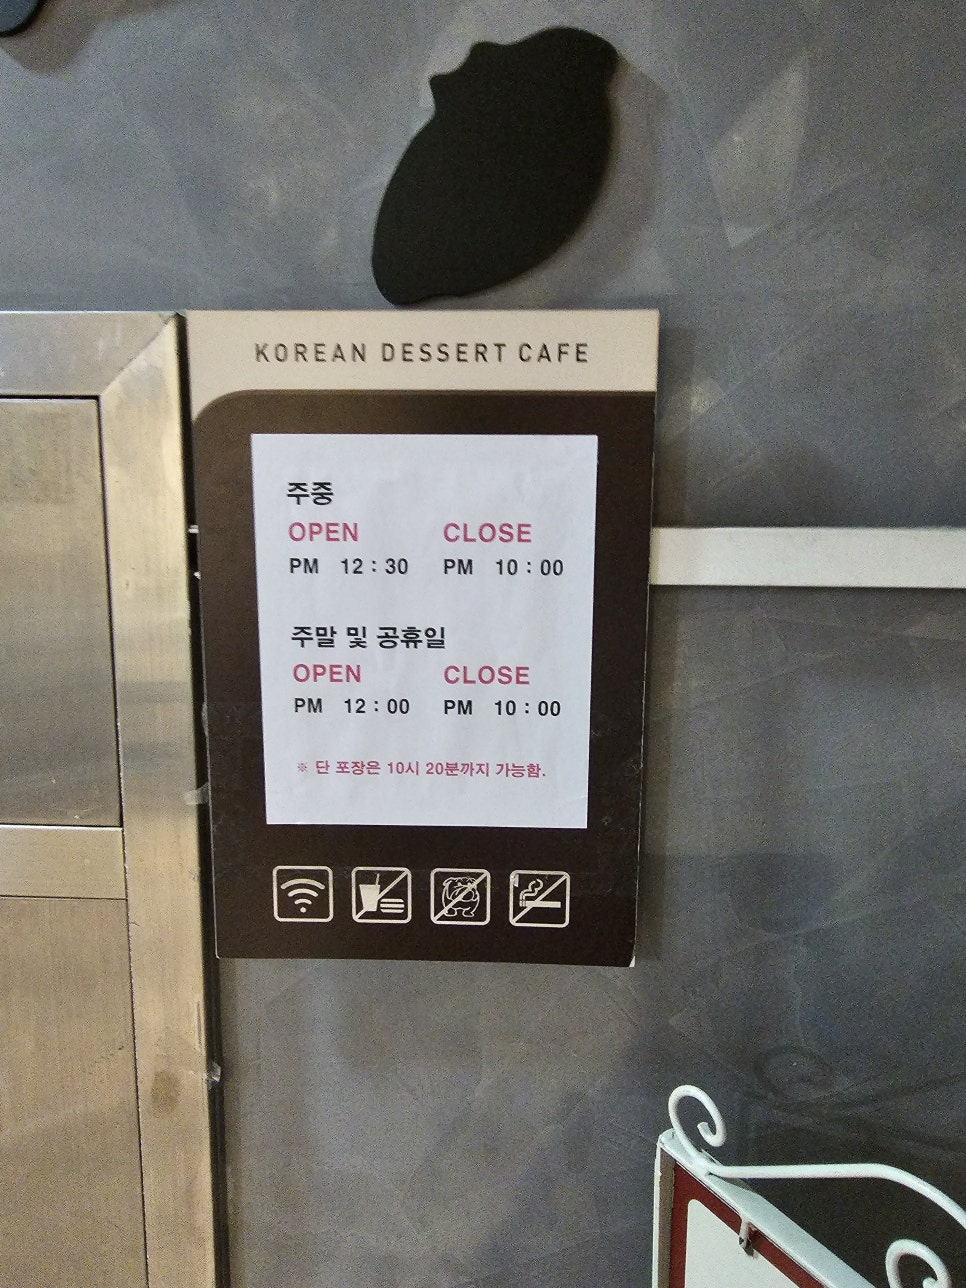 KOREAN DESSERT CAFE
주중
OPEN CLOSE
PM 12 : 30 PM 10 : 00
주말 및 공휴일
OPEN CLOSE
PM 12 : 00 PM 10 : 00
※ 단 포장은 10시 20분까지 가능함.